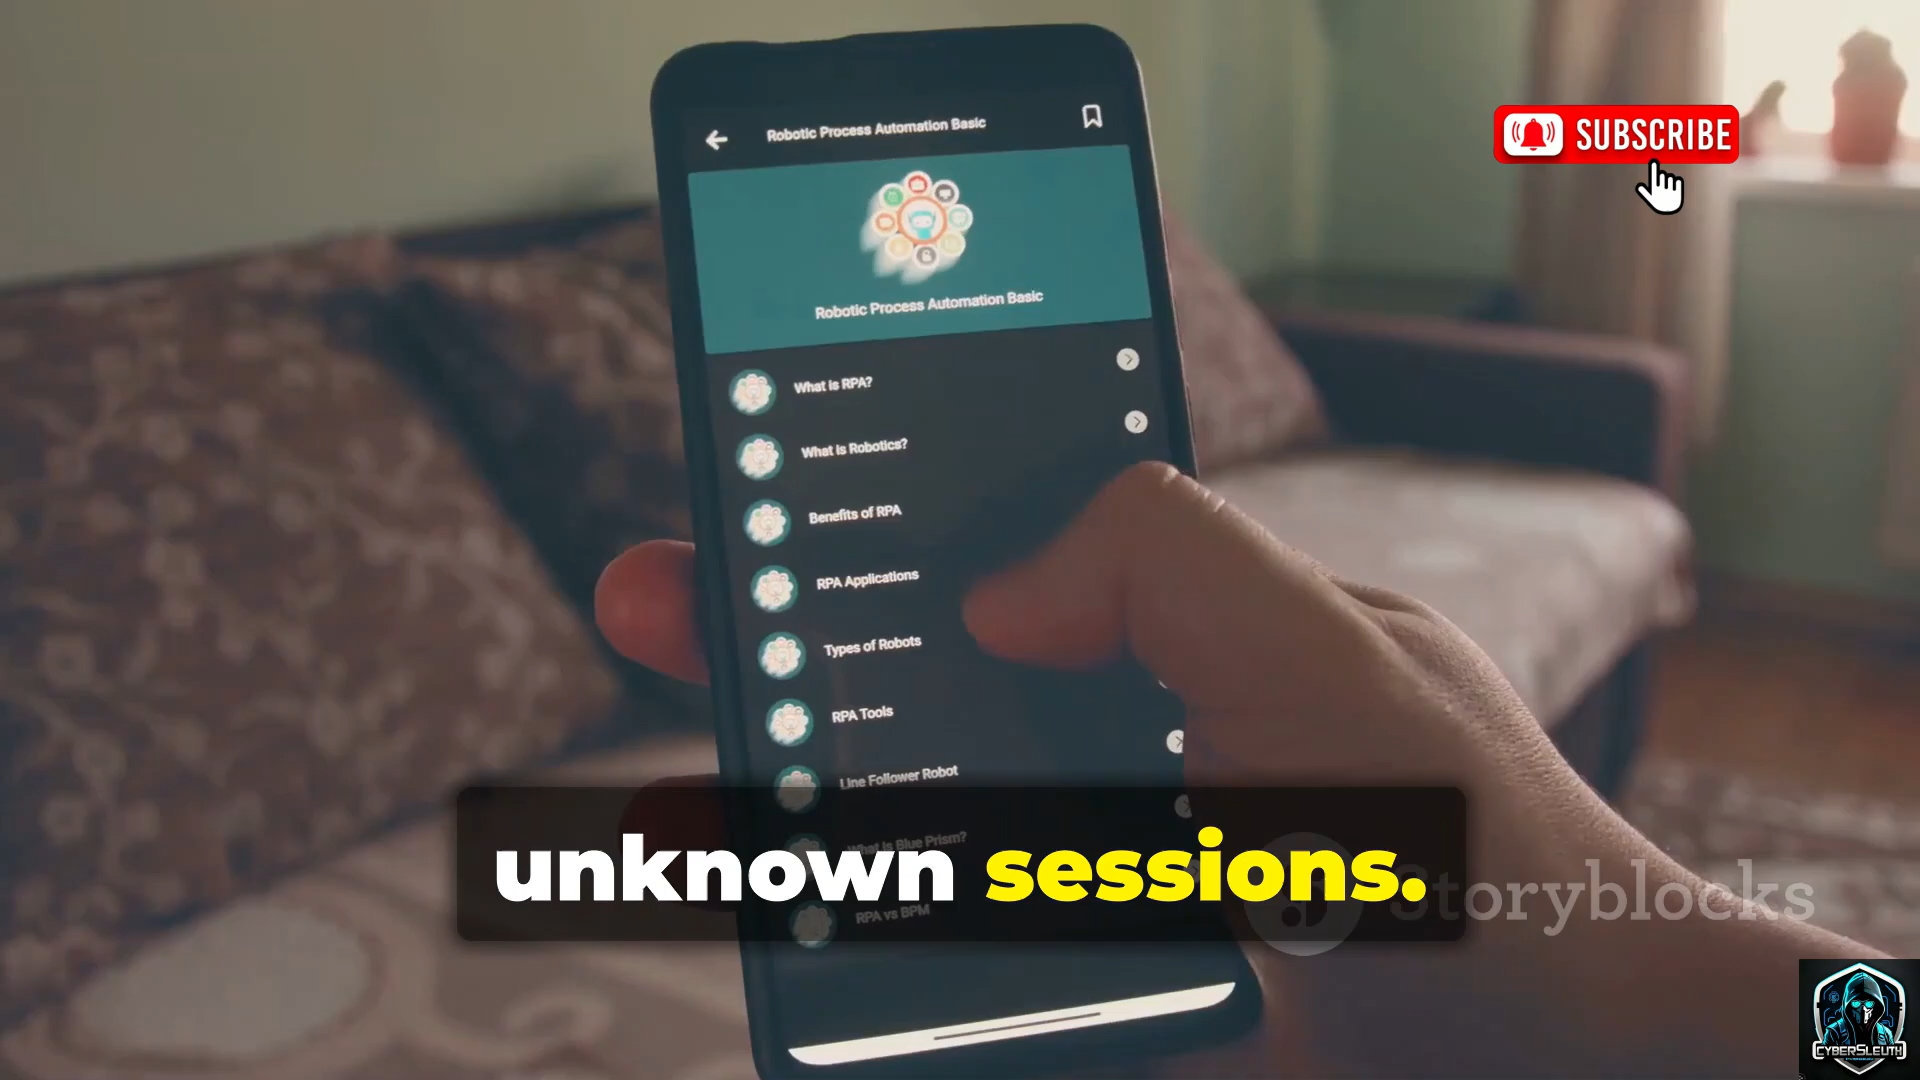 Robotic Process Automation Basic
SUBSCRIBE
Robotic Process Automation Basic
What is RPA?
What is Robotics?
Benefits of RPA
RPA Applications
Types of Robots
RPA Tools
Line Follower Robot
What is Blue Prism?
unknown sessions.
Storyblocks
RPA vs BPM
CYBERSLEUTH